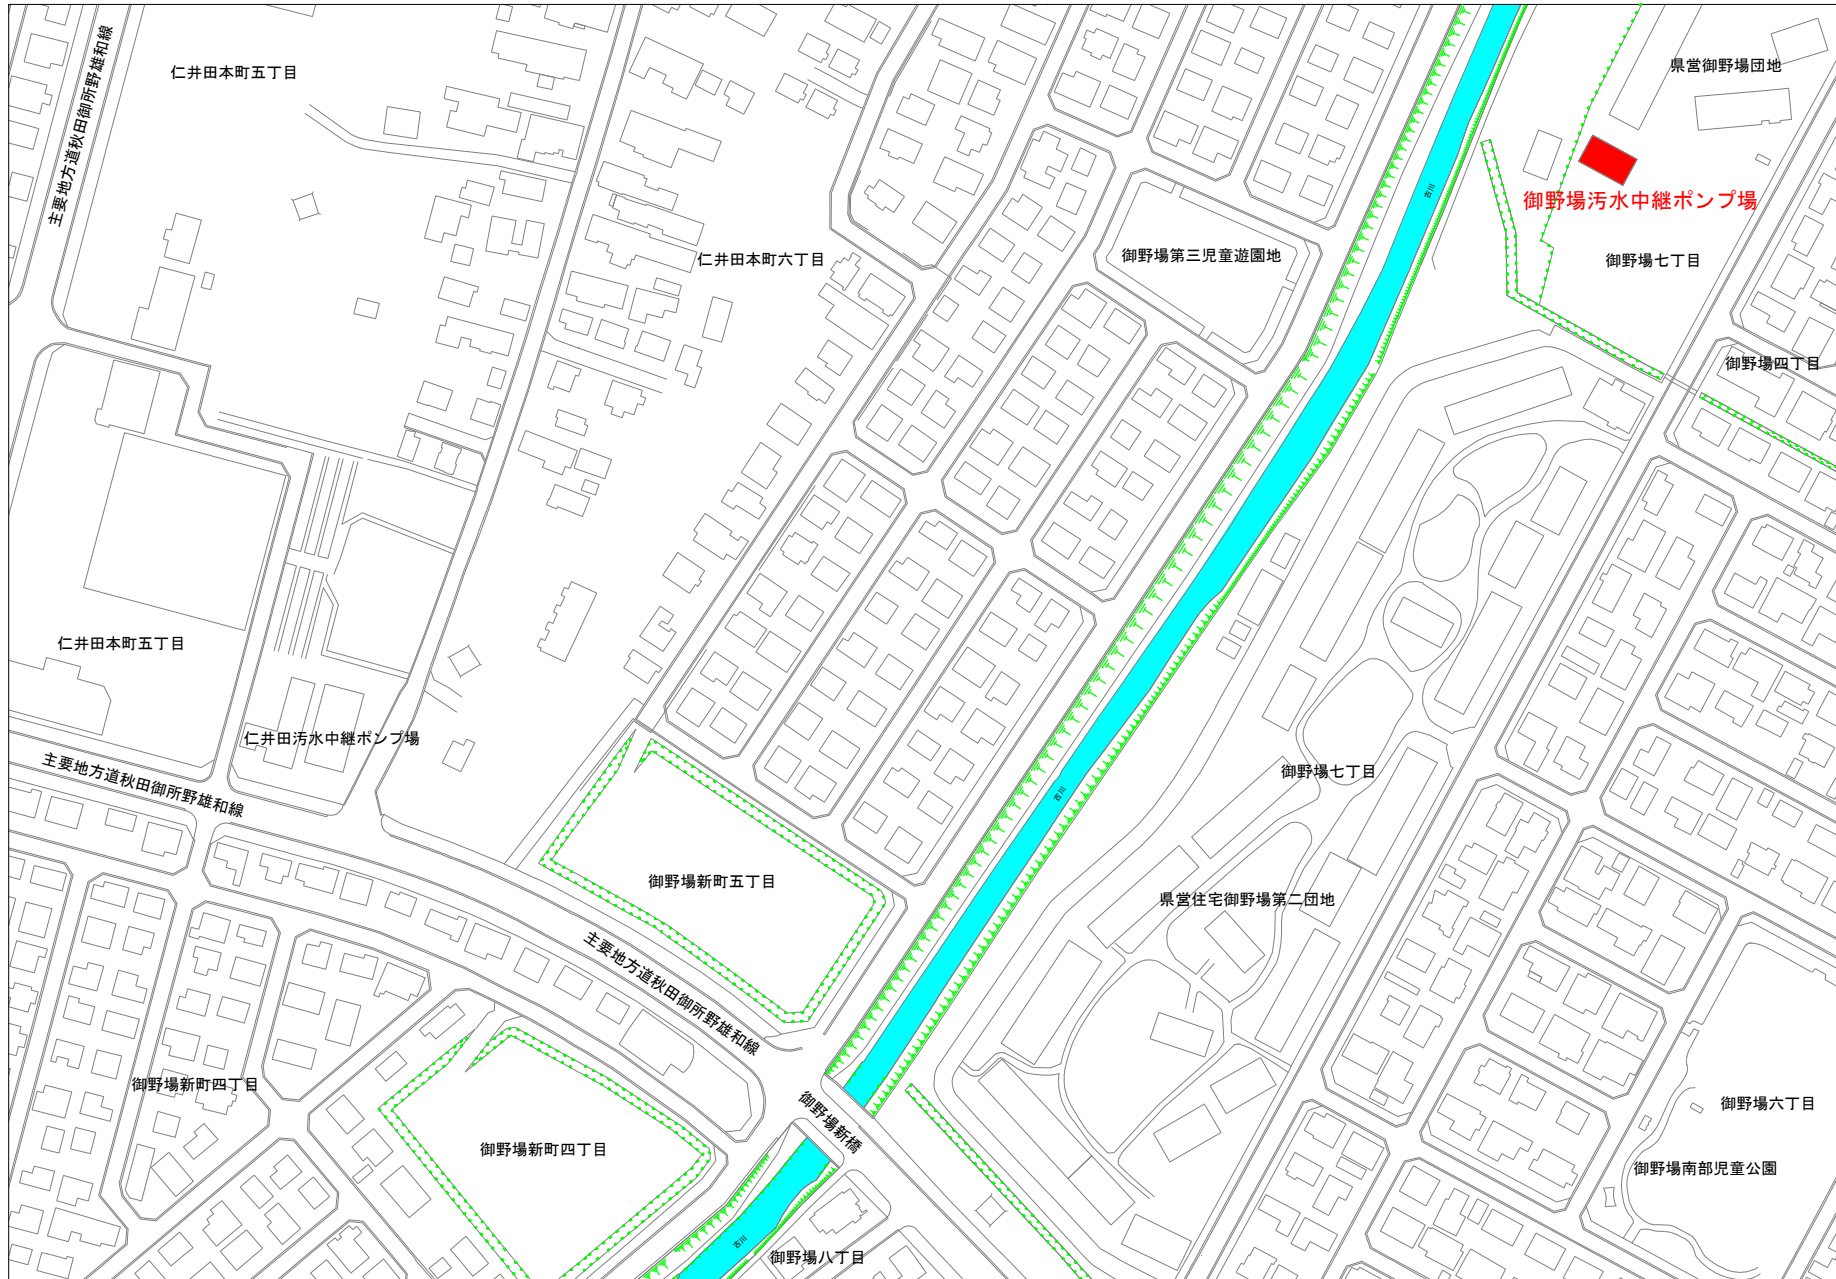 仁井田本町五丁目
県営御野場団地
主要地方道秋田御所野雄和線
古川
御野場汚水中継ポンプ場
仁井田本町六丁目
御野場第三児童遊園地
御野場七丁目
御野場四丁目
仁井田本町五丁目
仁井田汚水中継ポンプ場
主要地方道秋田御所野雄和線
御野場七丁目
古川
御野場新町五丁目
県営住宅御野場第二団地
主要地方道秋田御所野雄和線
御野場新町四丁目
御野場六丁目
御野場新橋
御野場新町四丁目
御野場南部児童公園
古川
御野場八丁目